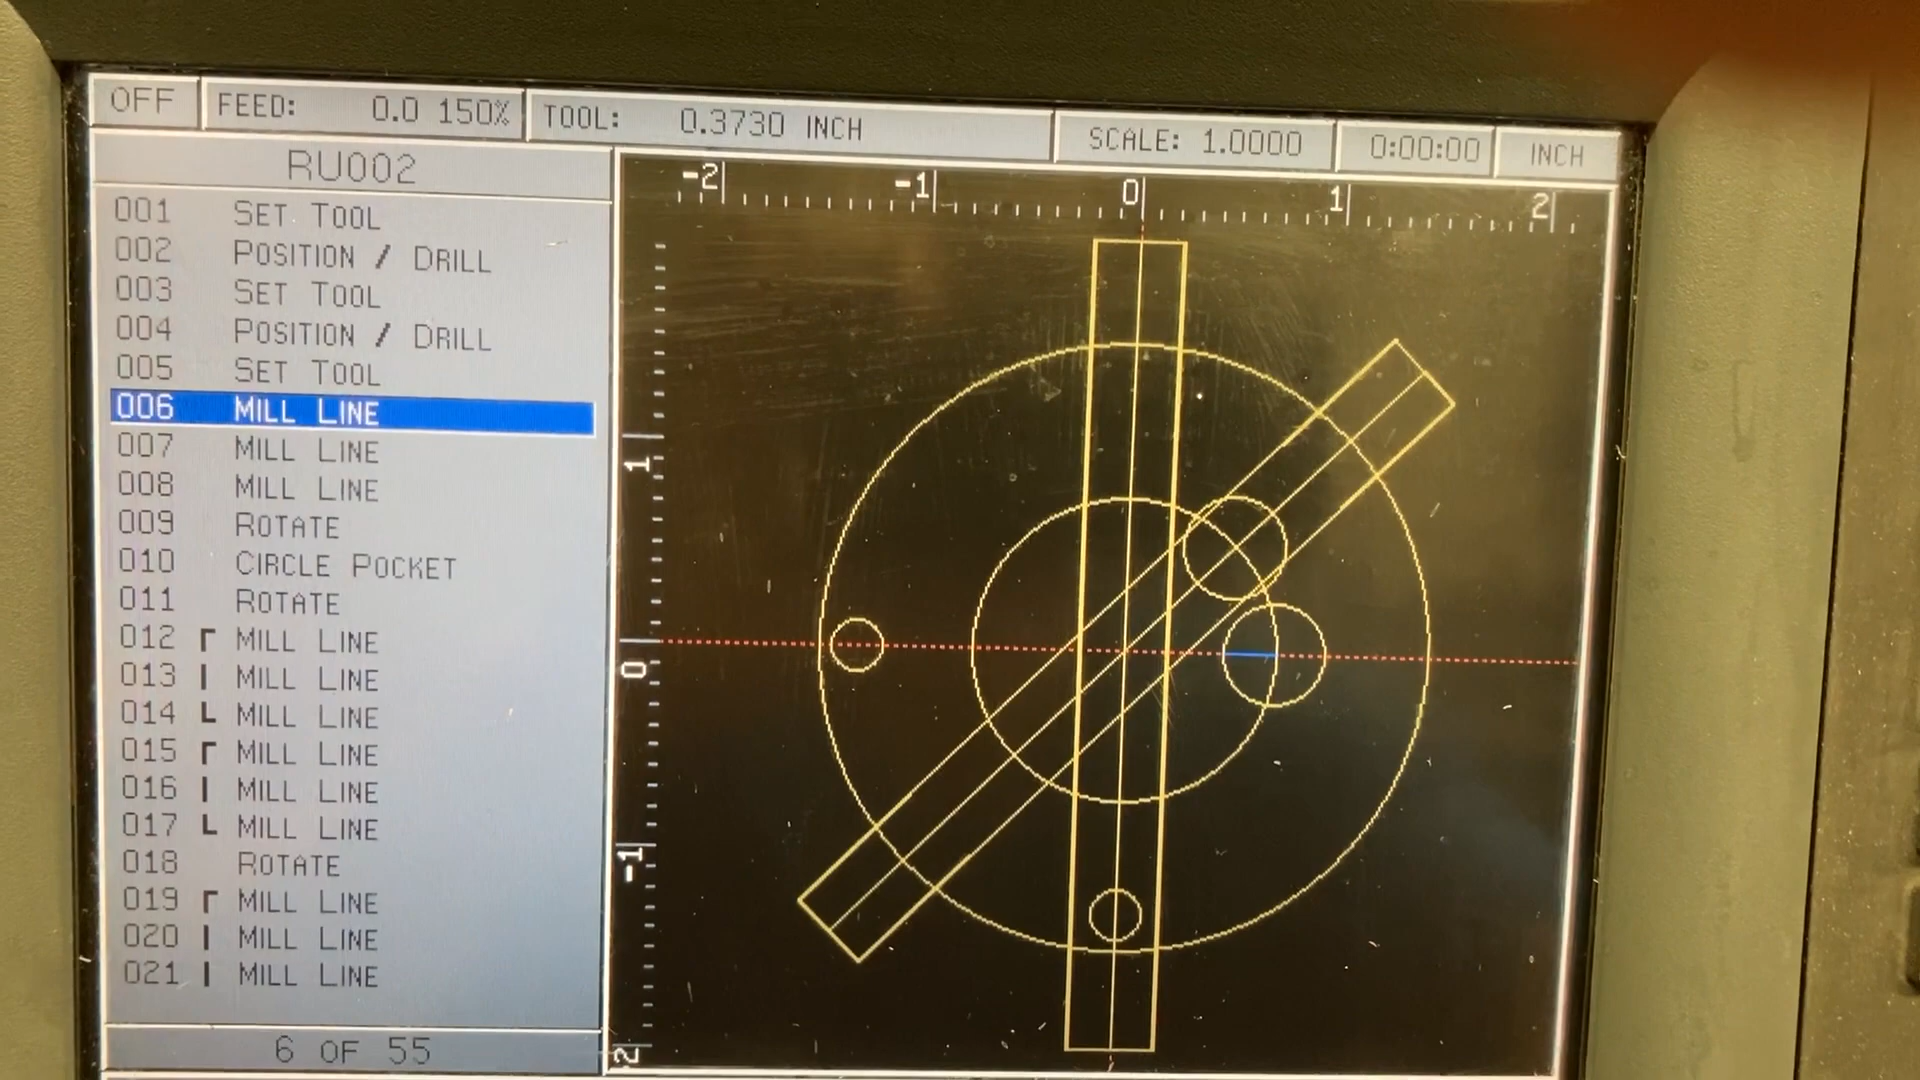 OFF FEED: 0.0 150% TOOL: 0.3730 INCH SCALE: 1.0000 0:00:00 INCH
RU002
001 SET TOOL
002 POSITION / DRILL
003 SET TOOL
004 POSITION / DRILL
005 SET TOOL
006 MILL LINE
007 MILL LINE
008 MILL LINE
009 ROTATE
010 CIRCLE POCKET
011 ROTATE
012 MILL LINE
013 MILL LINE
014 MILL LINE
015 MILL LINE
016 MILL LINE
017 MILL LINE
018 ROTATE
019 MILL LINE
020 MILL LINE
021 MILL LINE
6 OF 55
-2 -1 0 1 2
1
0
-1
-2